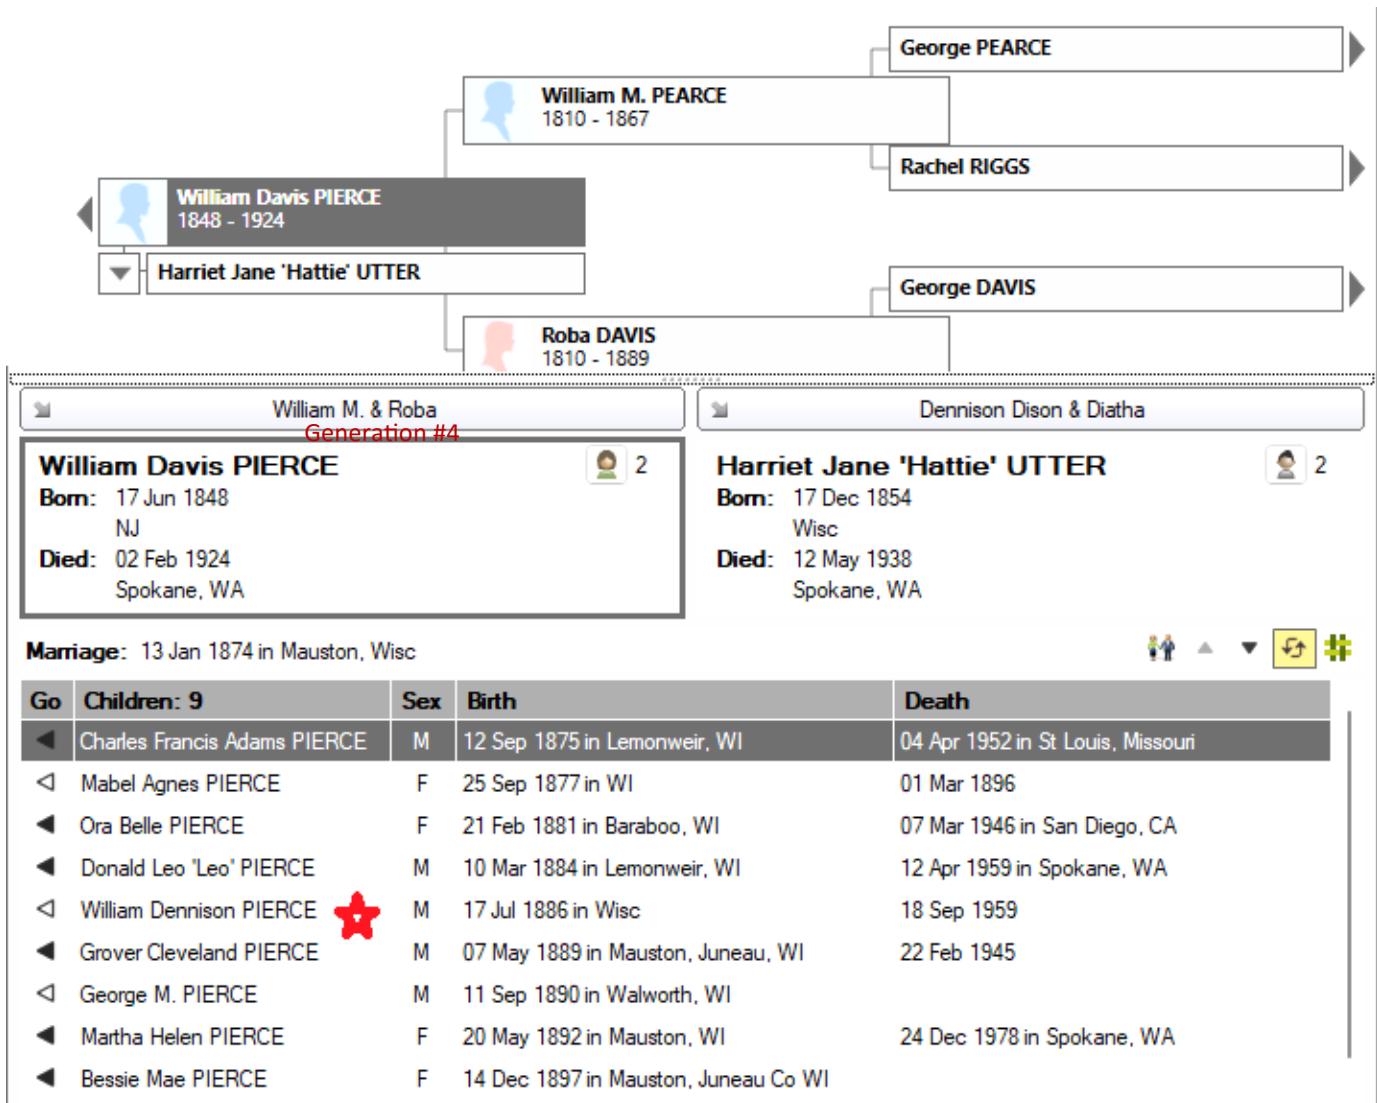 George PEARCE
William M. PEARCE
1810 - 1867
Rachel RIGGS
William Davis PIERCE
1848 - 1924
Harriet Jane 'Hattie' UTTER
George DAVIS
Roba DAVIS
1810 - 1889
William M. & Roba
Dennison Dison & Diatha
Generation #4
William Davis PIERCE 2
Harriet Jane 'Hattie' UTTER 2
Born: 17 Jun 1848
NJ
Died: 02 Feb 1924
Spokane, WA
Born: 17 Dec 1854
Wisc
Died: 12 May 1938
Spokane, WA
Marriage: 13 Jan 1874 in Mauston, Wisc
Go Children: 9 Sex Birth Death
Charles Francis Adams PIERCE M 12 Sep 1875 in Lemonweir, WI 04 Apr 1952 in St Louis, Missouri
Mabel Agnes PIERCE F 25 Sep 1877 in WI 01 Mar 1896
Ora Belle PIERCE F 21 Feb 1881 in Baraboo, WI 07 Mar 1946 in San Diego, CA
Donald Leo 'Leo' PIERCE M 10 Mar 1884 in Lemonweir, WI 12 Apr 1959 in Spokane, WA
William Dennison PIERCE M 17 Jul 1886 in Wisc 18 Sep 1959
Grover Cleveland PIERCE M 07 May 1889 in Mauston, Juneau, WI 22 Feb 1945
George M. PIERCE M 11 Sep 1890 in Walworth, WI
Martha Helen PIERCE F 20 May 1892 in Mauston, WI 24 Dec 1978 in Spokane, WA
Bessie Mae PIERCE F 14 Dec 1897 in Mauston, Juneau Co WI